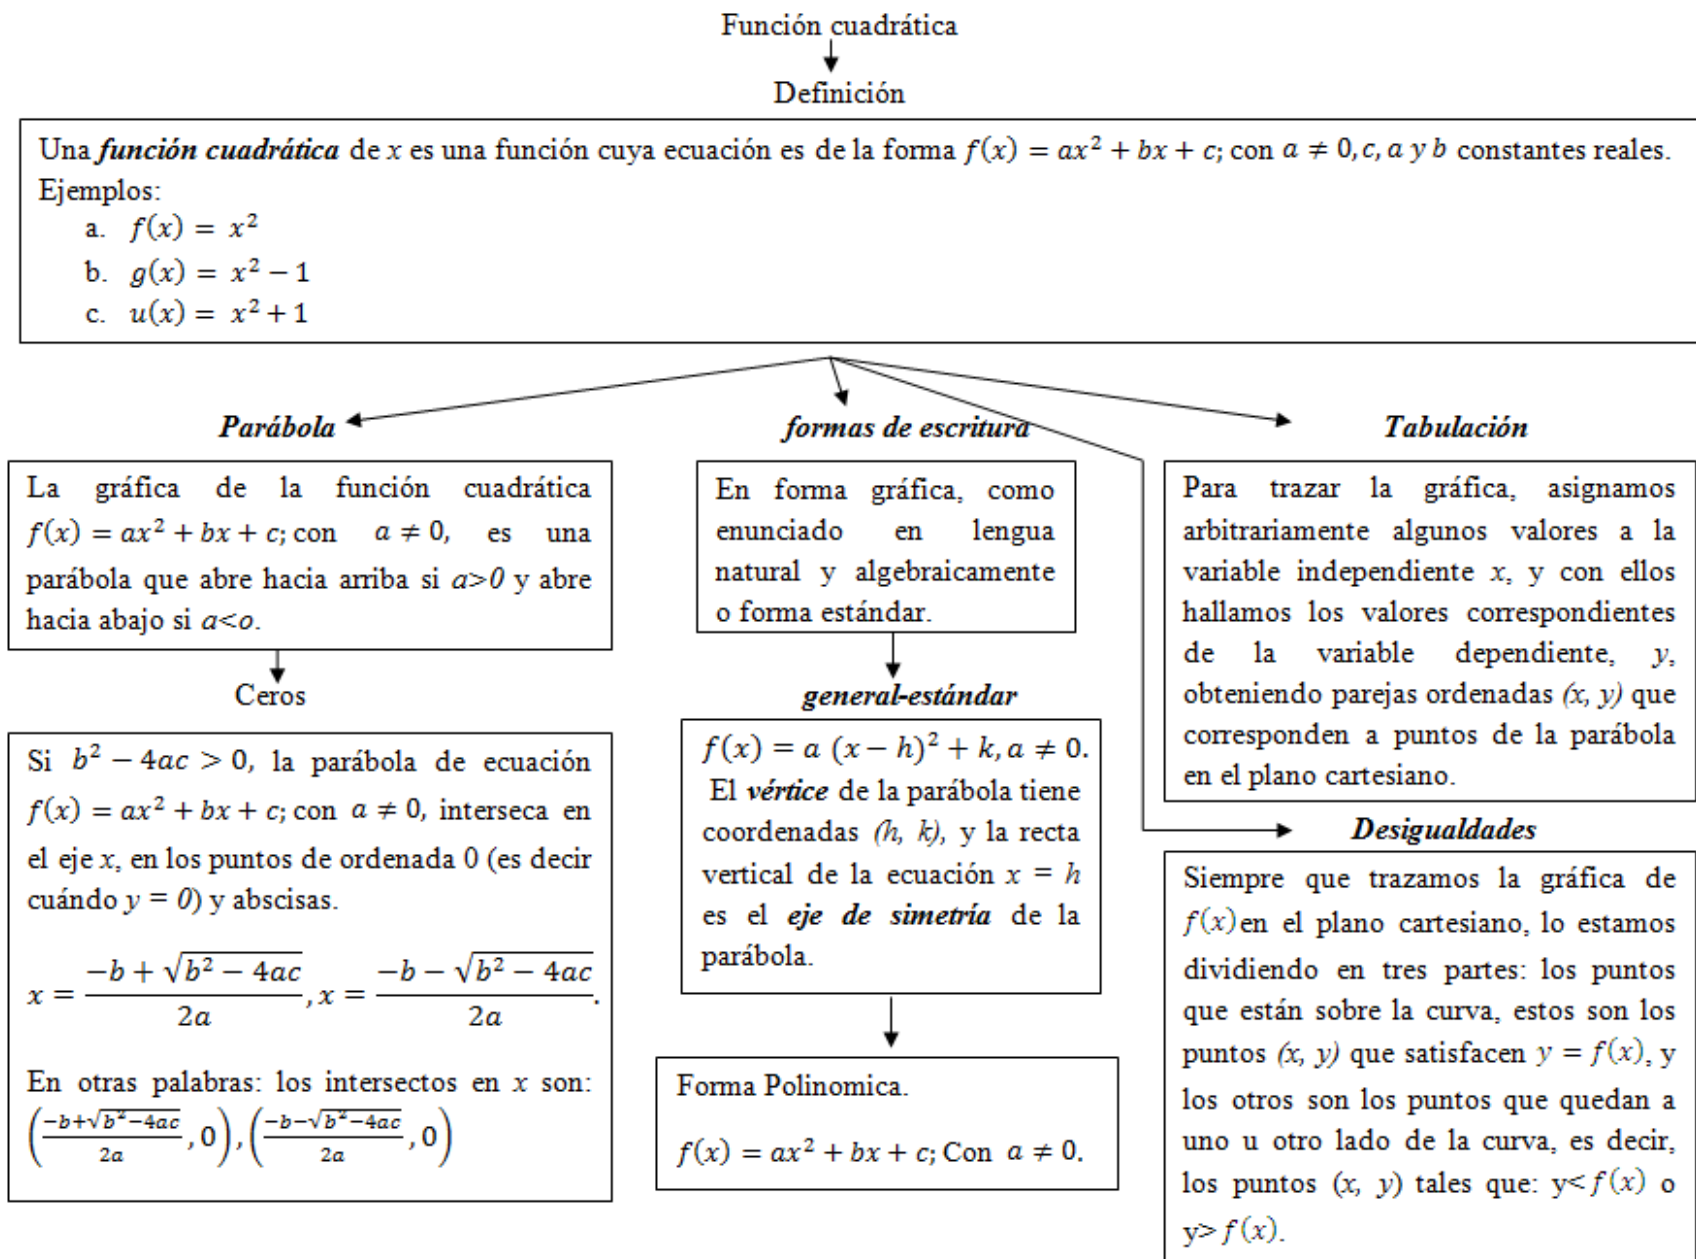 Función cuadrática
Definición
Una función cuadrática de x es una función cuya ecuación es de la forma f(x) = ax² + bx + c; con a ≠ 0, c, a y b constantes reales.
Ejemplos:
a. f(x) = x²
b. g(x) = x² − 1
c. u(x) = x² + 1
Parábola
La gráfica de la función cuadrática
f(x) = ax² + bx + c; con a ≠ 0, es una
parábola que abre hacia arriba si a>0 y abre
hacia abajo si a<o.
Ceros
Si b² − 4ac > 0, la parábola de ecuación
f(x) = ax² + bx + c; con a ≠ 0, interseca en
el eje x, en los puntos de ordenada 0 (es decir
cuándo y = 0) y abscisas.
x = (−b + √(b² − 4ac))/2a, x = (−b − √(b² − 4ac))/2a.
En otras palabras: los intersectos en x son:
((−b+√(b²−4ac))/2a, 0), ((−b−√(b²−4ac))/2a, 0)
formas de escritura
En forma gráfica, como
enunciado en lengua
natural y algebraicamente
o forma estándar.
general-estándar
f(x) = a (x − h)² + k, a ≠ 0.
El vértice de la parábola tiene
coordenadas (h, k), y la recta
vertical de la ecuación x = h
es el eje de simetría de la
parábola.
Forma Polinomica.
f(x) = ax² + bx + c; Con a ≠ 0.
Tabulación
Para trazar la gráfica, asignamos
arbitrariamente algunos valores a la
variable independiente x, y con ellos
hallamos los valores correspondientes
de la variable dependiente, y,
obteniendo parejas ordenadas (x, y) que
corresponden a puntos de la parábola
en el plano cartesiano.
Desigualdades
Siempre que trazamos la gráfica de
f(x) en el plano cartesiano, lo estamos
dividiendo en tres partes: los puntos
que están sobre la curva, estos son los
puntos (x, y) que satisfacen y = f(x), y
los otros son los puntos que quedan a
uno u otro lado de la curva, es decir,
los puntos (x, y) tales que: y< f(x) o
y> f(x).